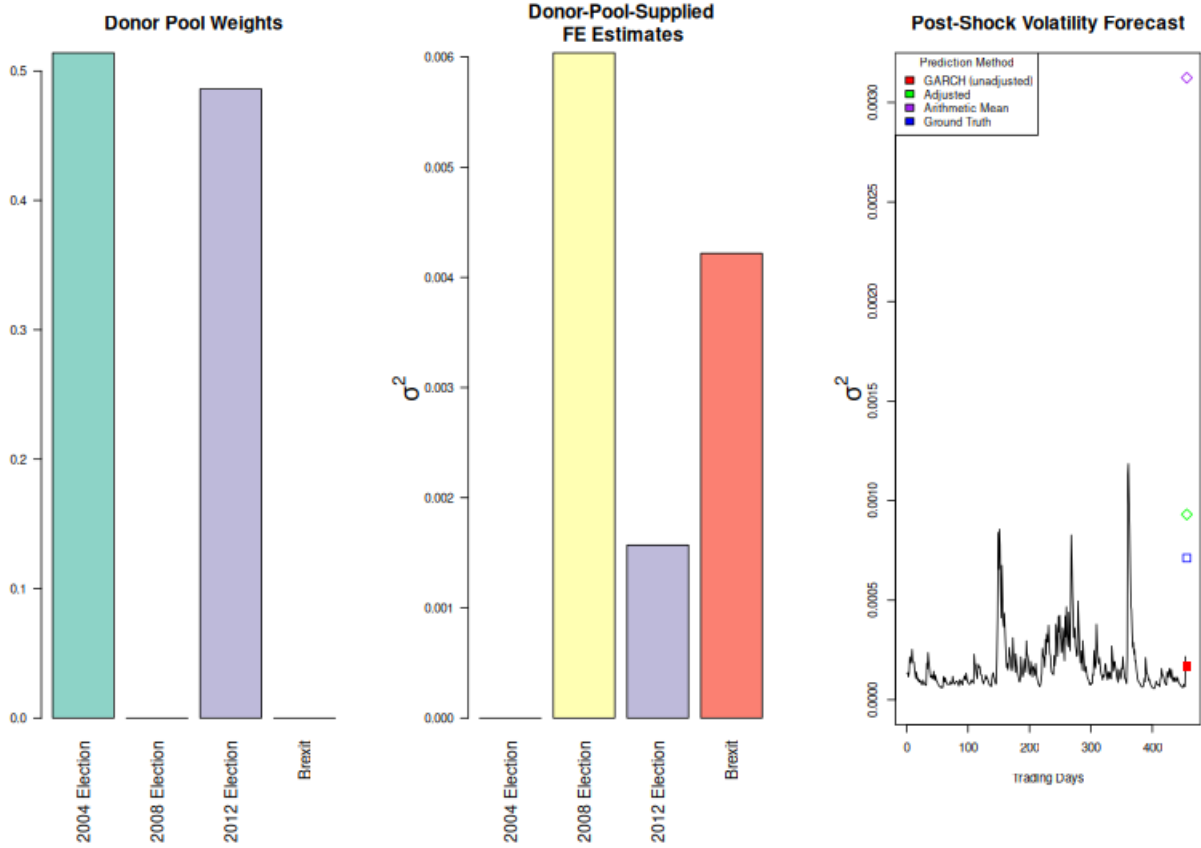 Donor Pool Weights
0.5
0.4
0.3
0.2
0.1
0.0
2004 Election
2008 Election
2012 Election
Brexit
Donor-Pool-Supplied
FE Estimates
σ2
0.006
0.005
0.004
0.003
0.002
0.001
0.000
2004 Election
2008 Election
2012 Election
Brexit
Post-Shock Volatility Forecast
Prediction Method
GARCH (unadjusted)
Adjusted
Arithmetic Mean
Ground Truth
σ2
0.0030
0.0025
0.0020
0.0015
0.0010
0.0005
0.0000
0
100
200
300
400
Trading Days